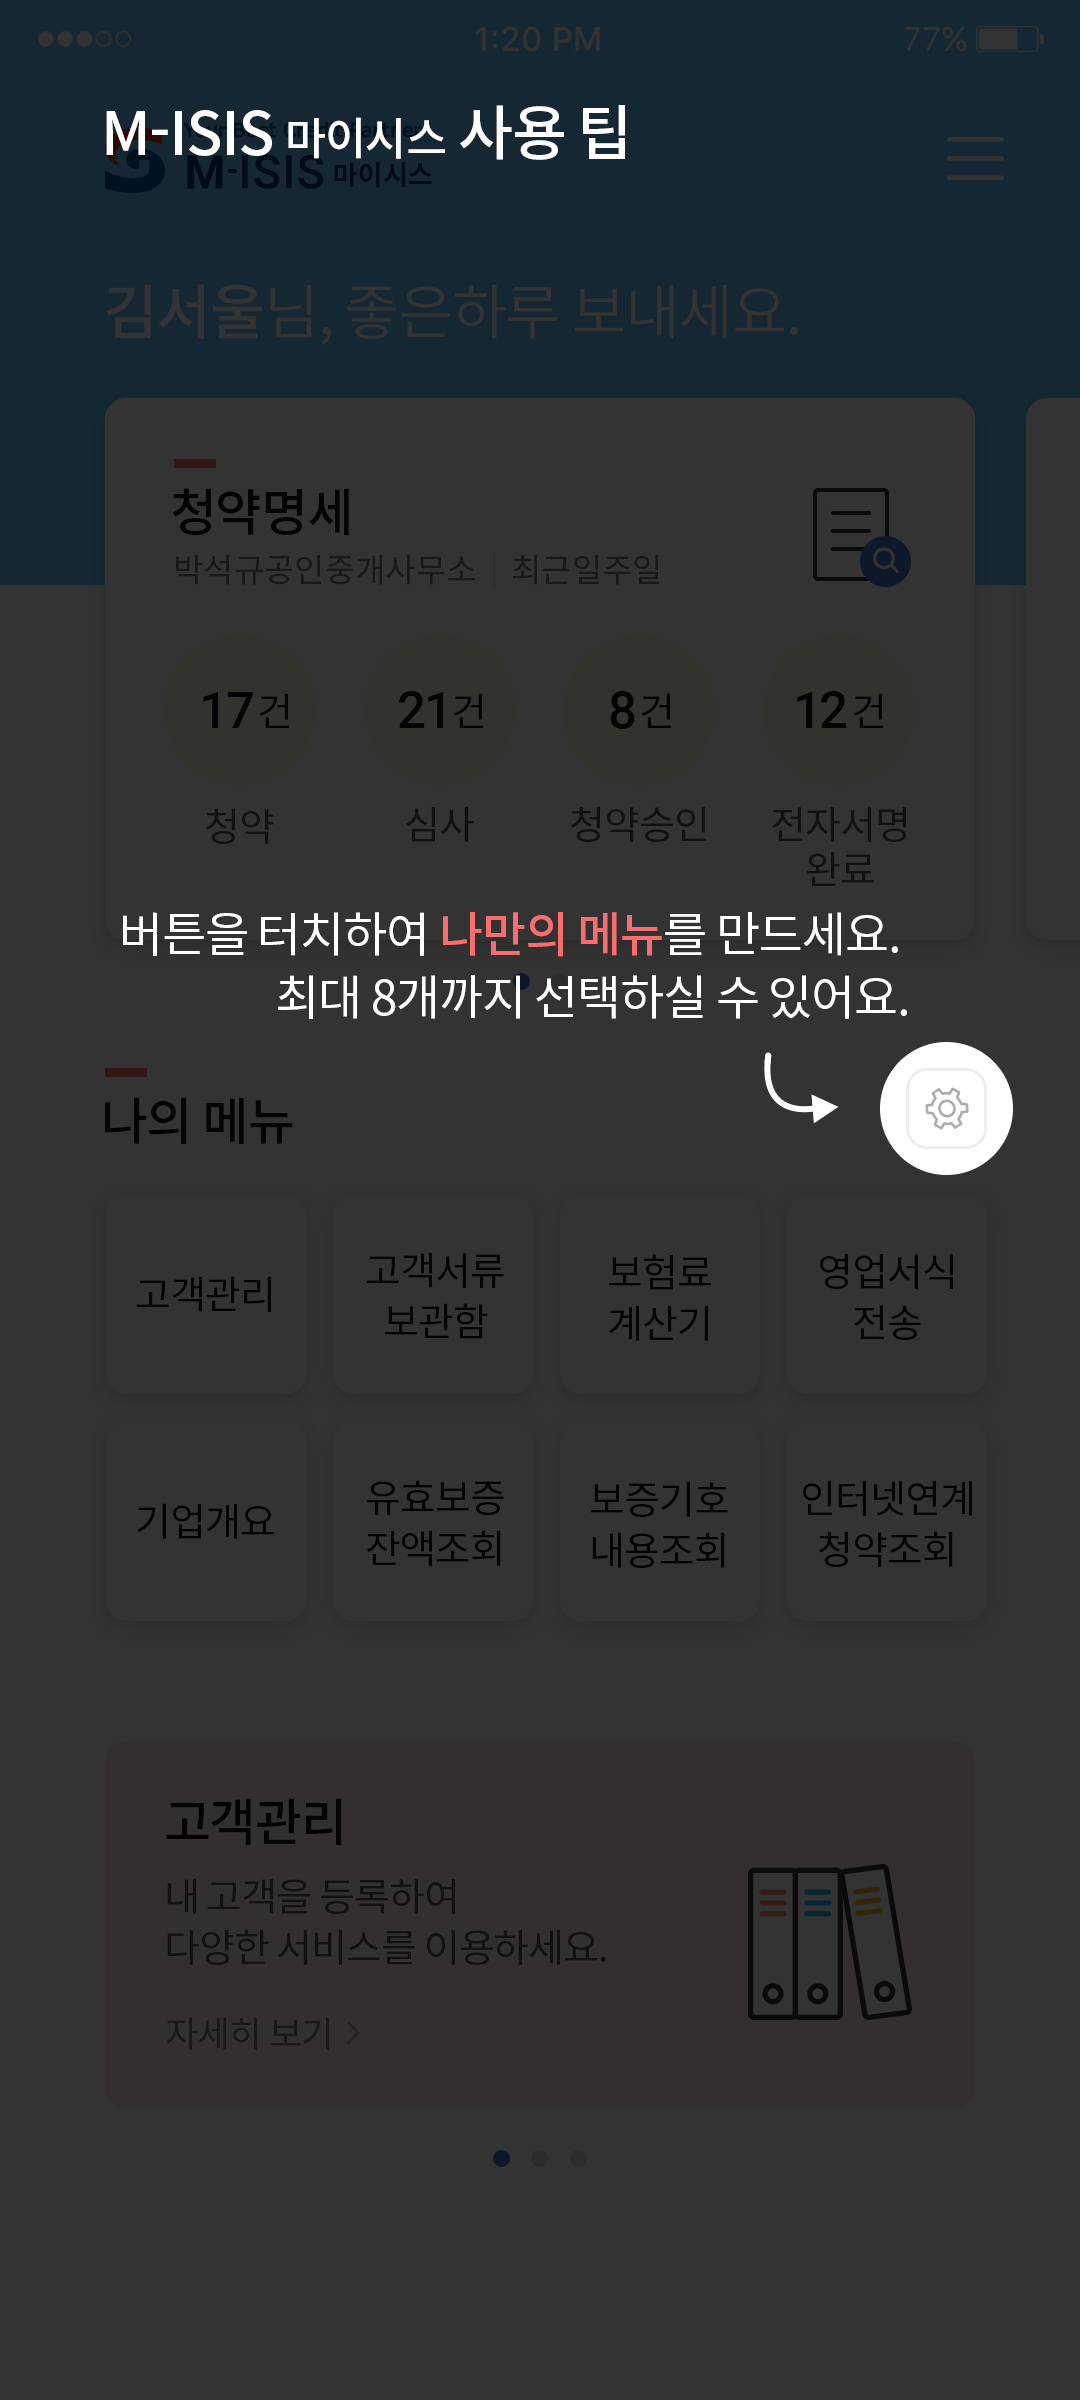 1:20 PM
77%
M-ISIS 마이시스 사용 팁
M-ISIS 마이시스
김서울님, 좋은하루 보내세요.
청약명세
박석규공인중개사무소 | 최근일주일
17건 21건 8건 12건
청약 심사 청약승인 전자서명
완료
버튼을 터치하여 나만의 메뉴를 만드세요.
최대 8개까지 선택하실 수 있어요.
나의 메뉴
고객관리
고객서류
보관함
보험료
계산기
영업서식
전송
기업개요
유효보증
잔액조회
보증기호
내용조회
인터넷연계
청약조회
고객관리
내 고객을 등록하여
다양한 서비스를 이용하세요.
자세히 보기